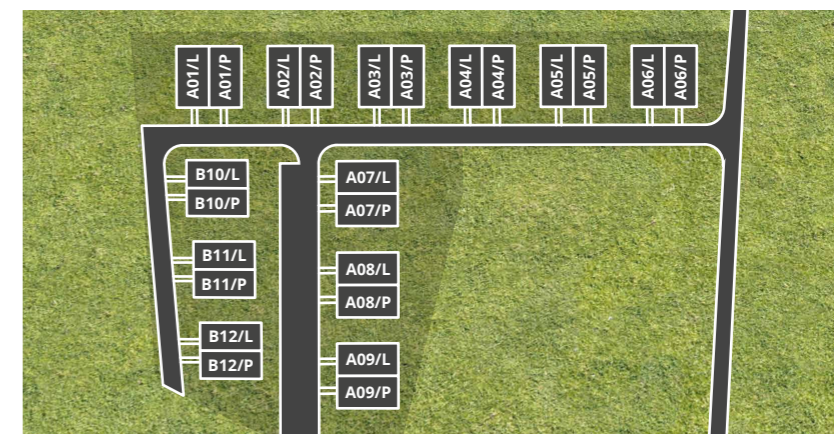 A01/L
A01/P
A02/L
A02/P
A03/L
A03/P
A04/L
A04/P
A05/L
A05/P
A06/L
A06/P
B10/L
B10/P
B11/L
B11/P
B12/L
B12/P
A07/L
A07/P
A08/L
A08/P
A09/L
A09/P